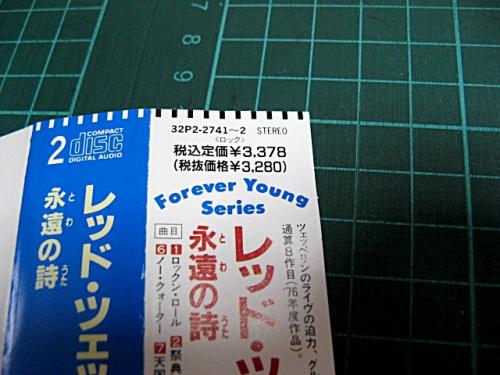 7 8 9
2 COMPACT
disc
DIGITAL AUDIO
レッド・ツェッ
永遠の詩
とわ
うた
32P2-2741~2 STEREO
〈ロック〉
税込定価¥3,378
(税抜価格¥3,280)
Forever Young
Series
レッド・ツ
永遠の詩
とわ
うた
ツェッペリンのライヴの迫力、グル
通算8作目('76年度作品)。
曲目
1 ロックン・ロール 2 祭典
6 ノー・クォーター 7 天国